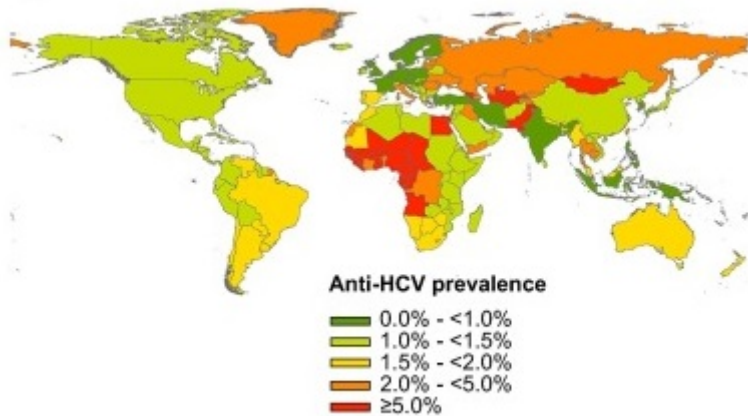 Anti-HCV prevalence
0.0% - <1.0%
1.0% - <1.5%
1.5% - <2.0%
2.0% - <5.0%
≥5.0%